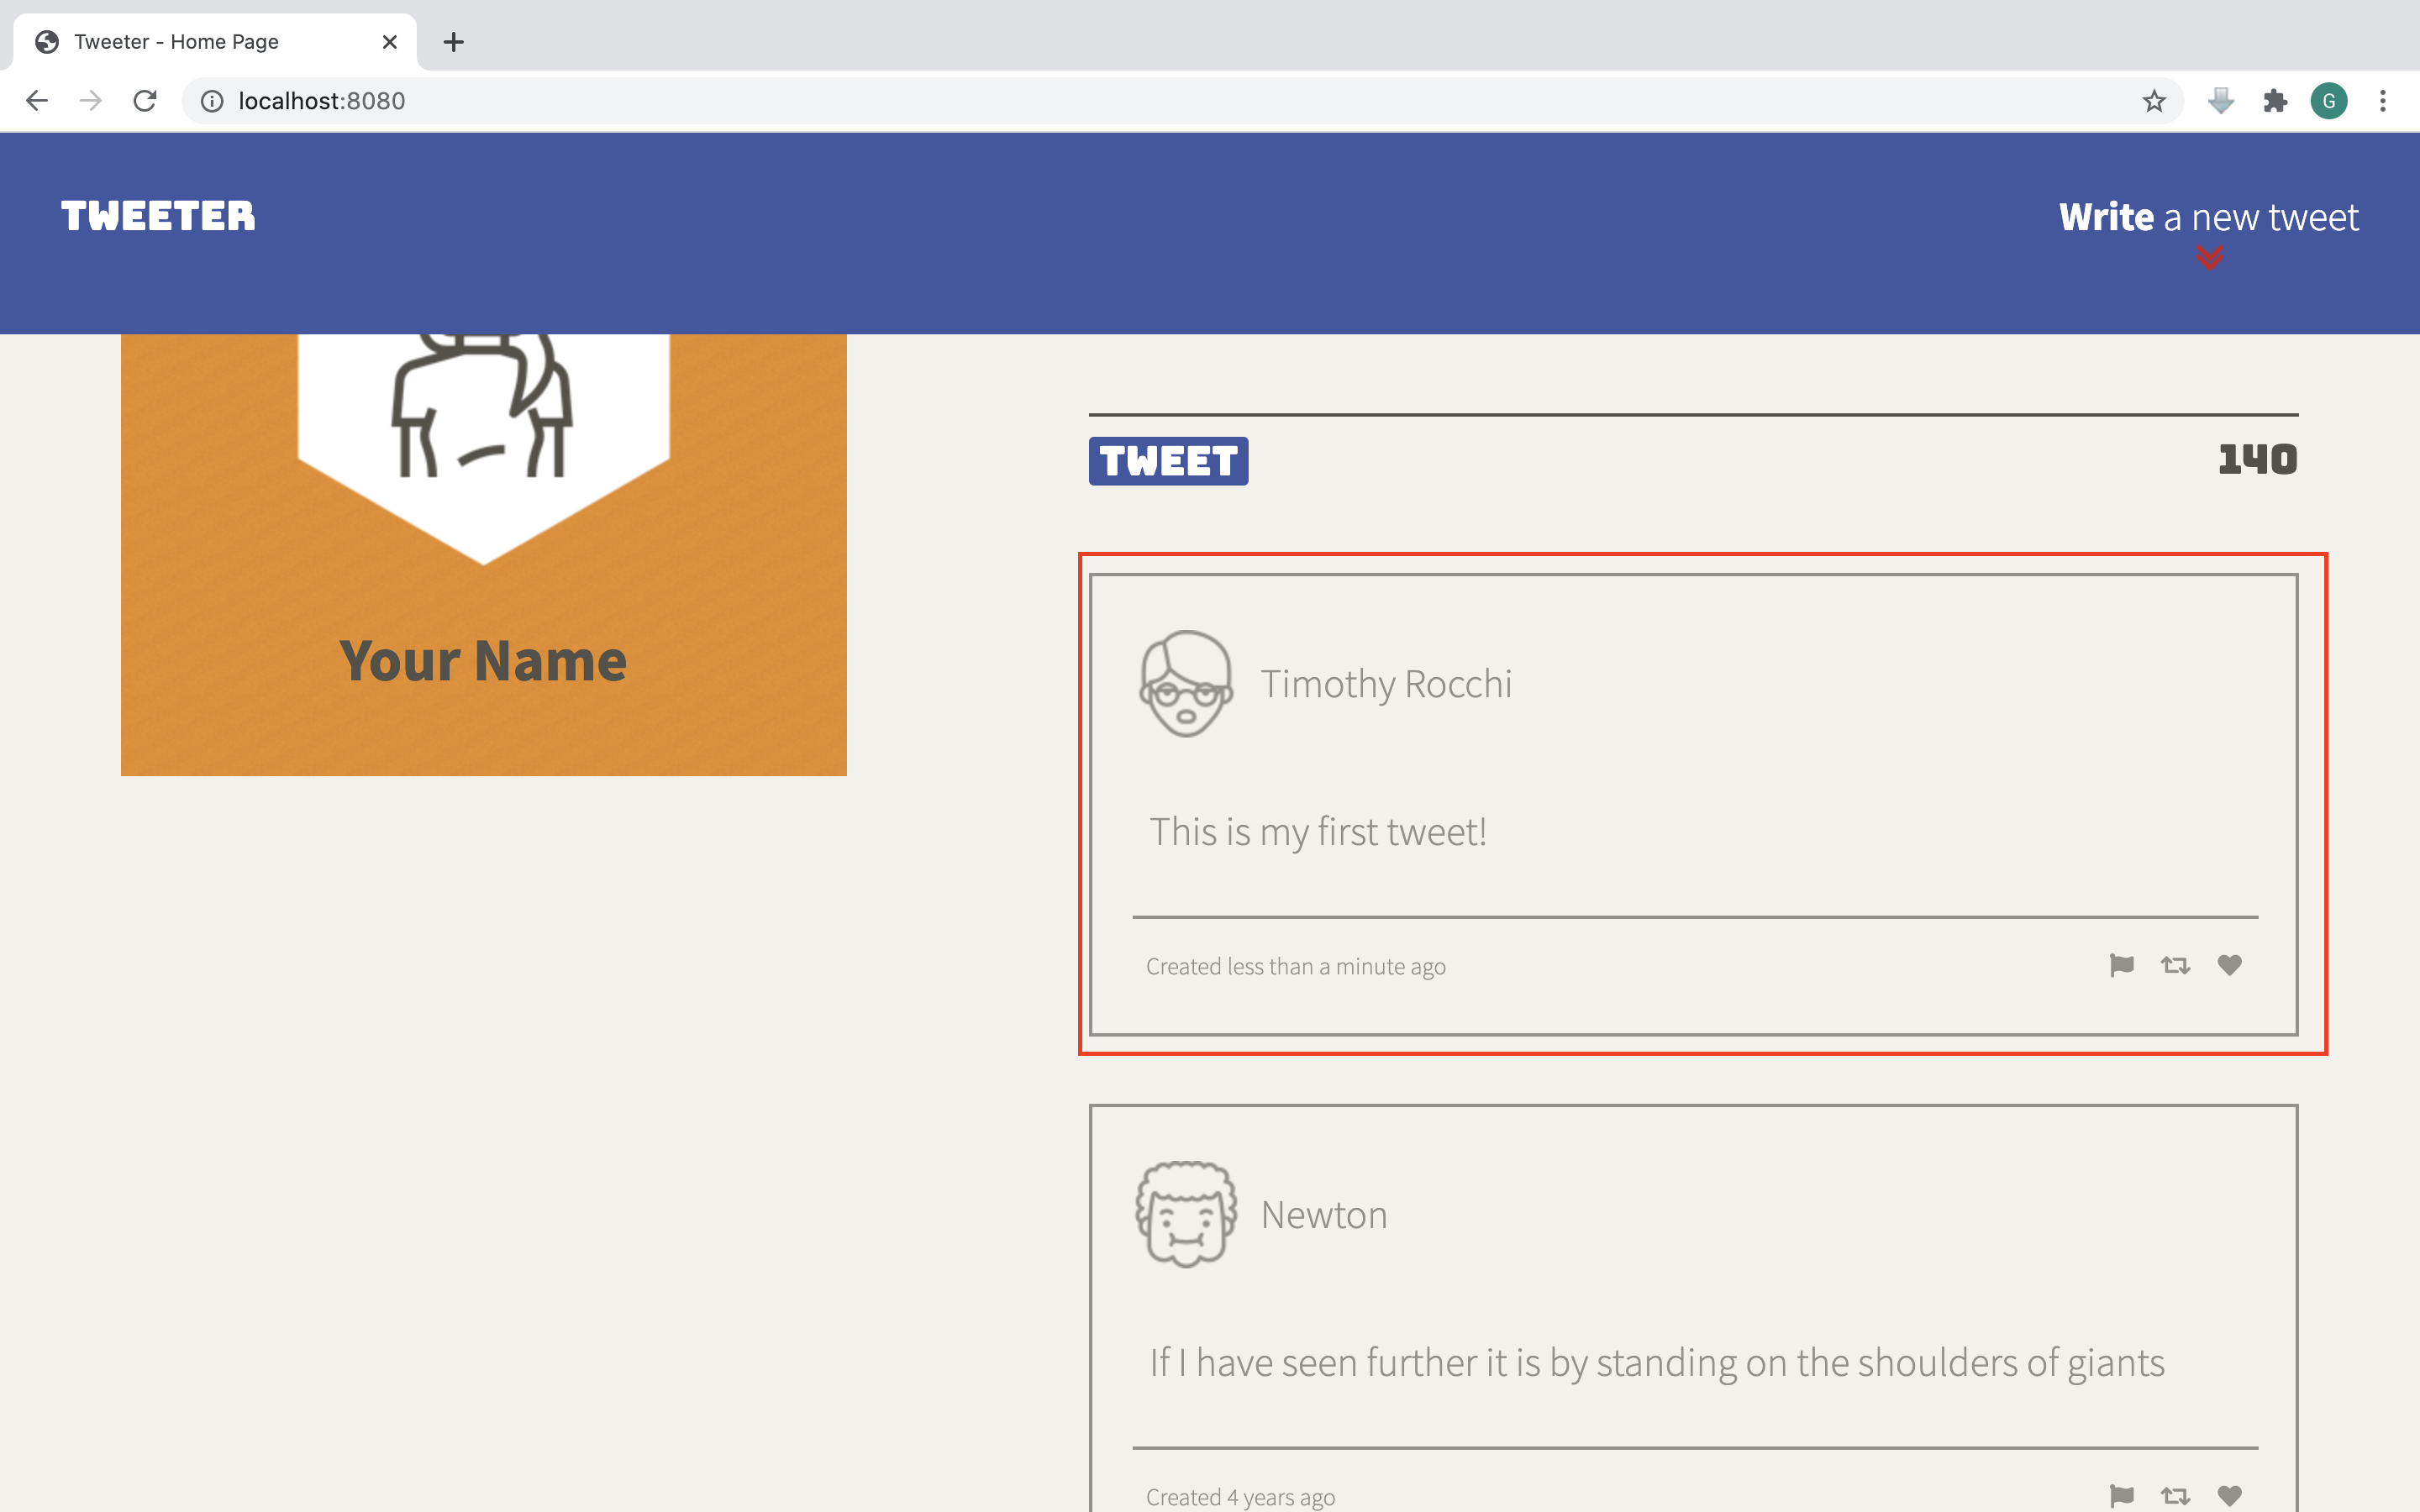 Tweeter - Home Page
localhost:8080
G
TWEETER
Write a new tweet
TWEET
140
Your Name
Timothy Rocchi
This is my first tweet!
Created less than a minute ago
Newton
If I have seen further it is by standing on the shoulders of giants
Created 4 years ago